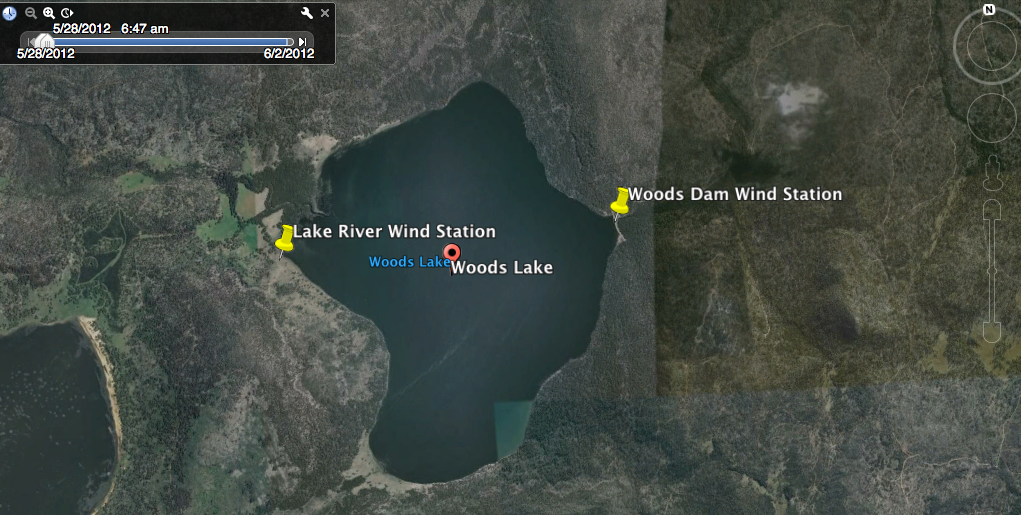 5/28/2012 6:47 am
5/28/2012 6/2/2012
N
Woods Dam Wind Station
Lake River Wind Station
Woods Lake
Woods Lake